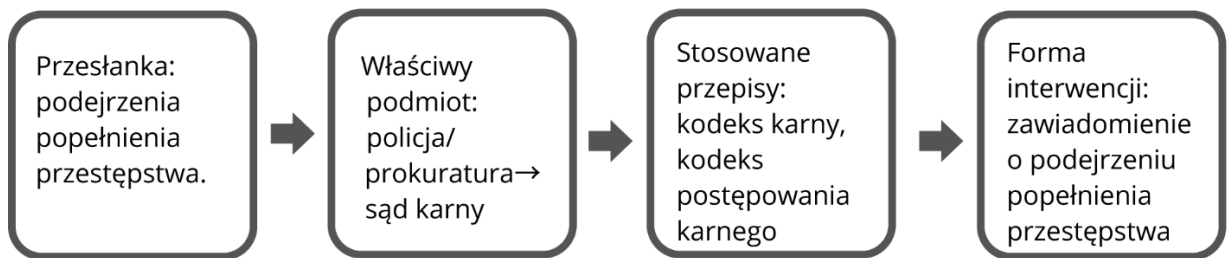 Przesłanka:
podejrzenia
popełnienia
przestępstwa.
Właściwy
podmiot:
policja/
prokuratura→
sąd karny
Stosowane
przepisy:
kodeks karny,
kodeks
postępowania
karnego
Forma
interwencji:
zawiadomienie
o podejrzeniu
popełnienia
przestępstwa